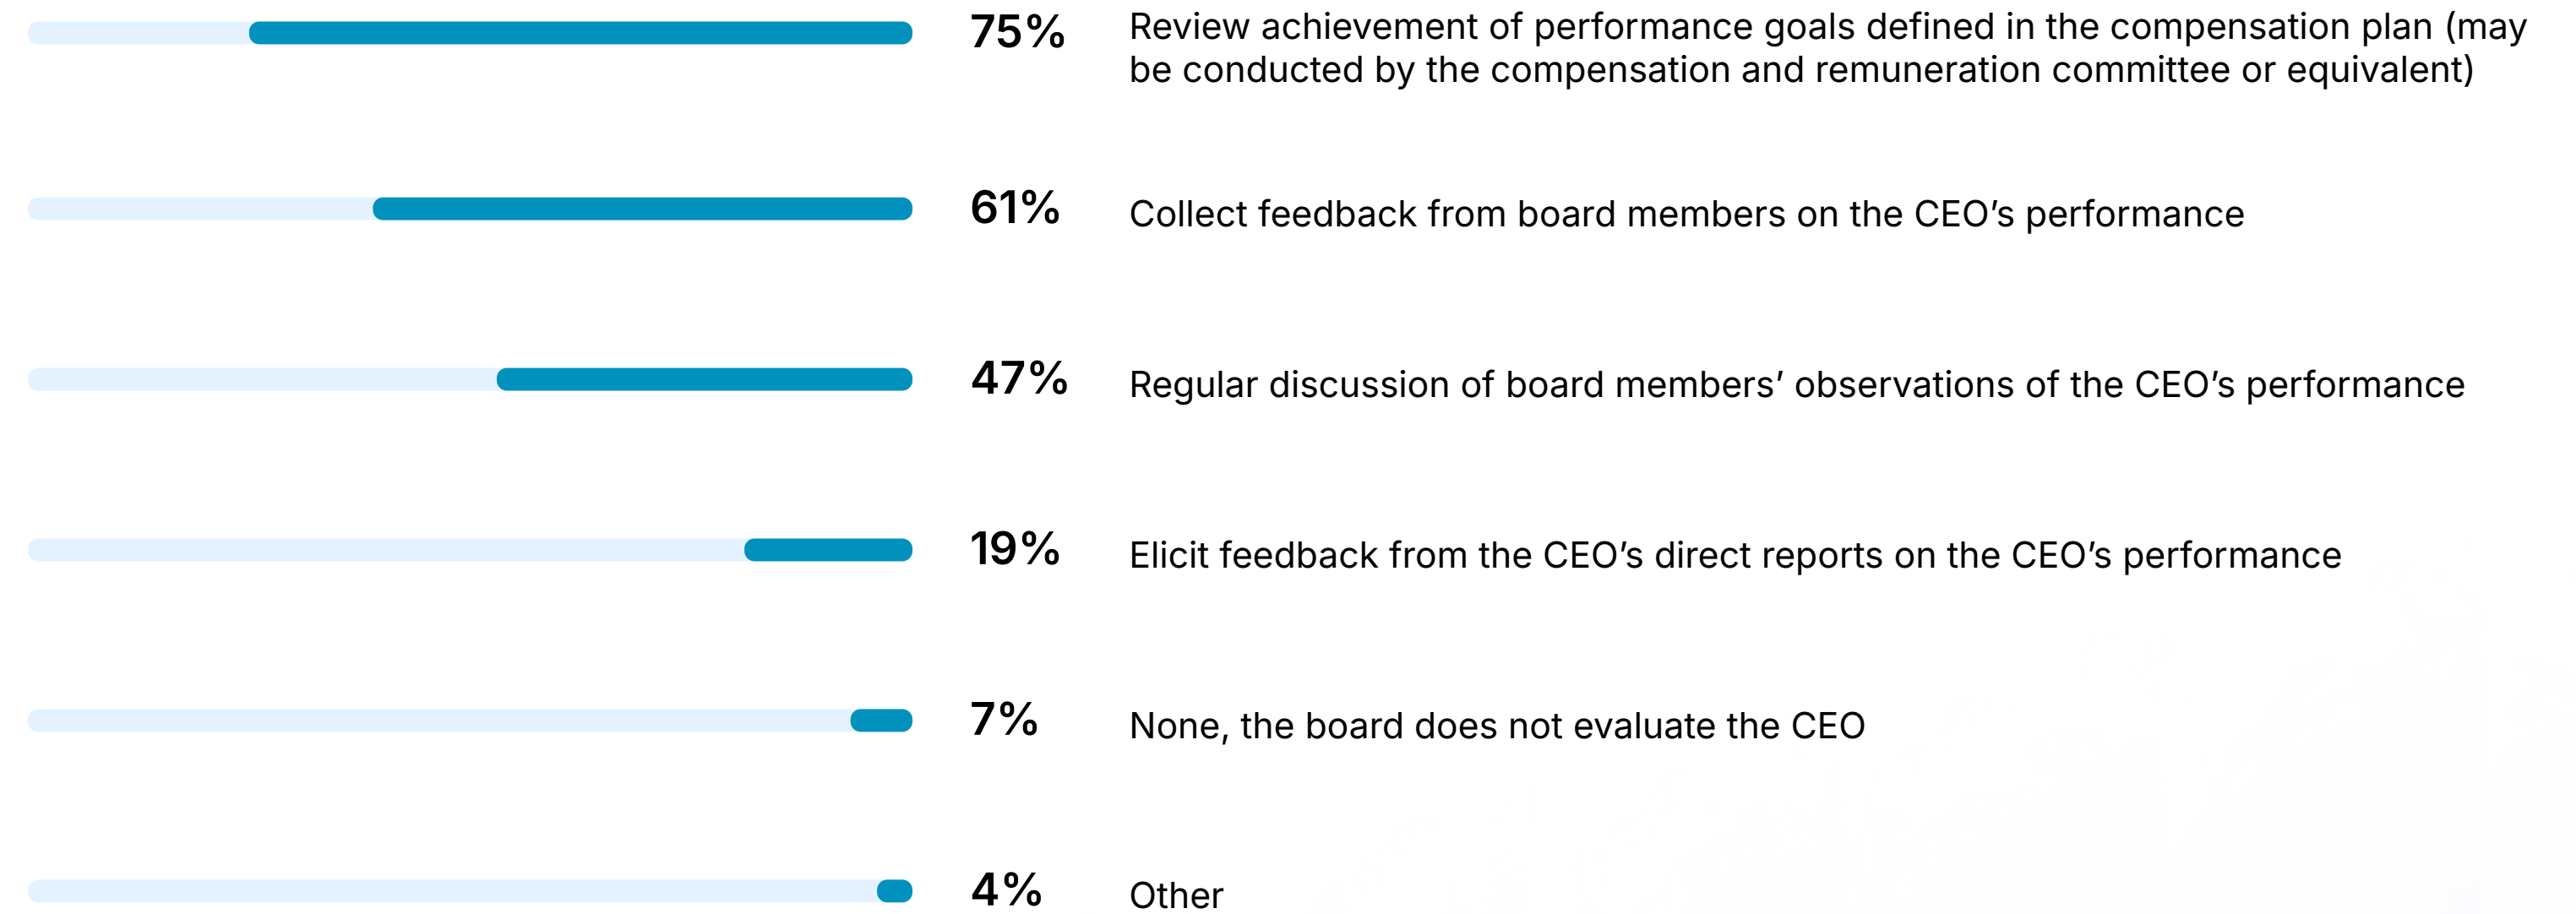 75% Review achievement of performance goals defined in the compensation plan (may
be conducted by the compensation and remuneration committee or equivalent)
61% Collect feedback from board members on the CEO’s performance
47% Regular discussion of board members’ observations of the CEO’s performance
19% Elicit feedback from the CEO’s direct reports on the CEO’s performance
7% None, the board does not evaluate the CEO
4% Other